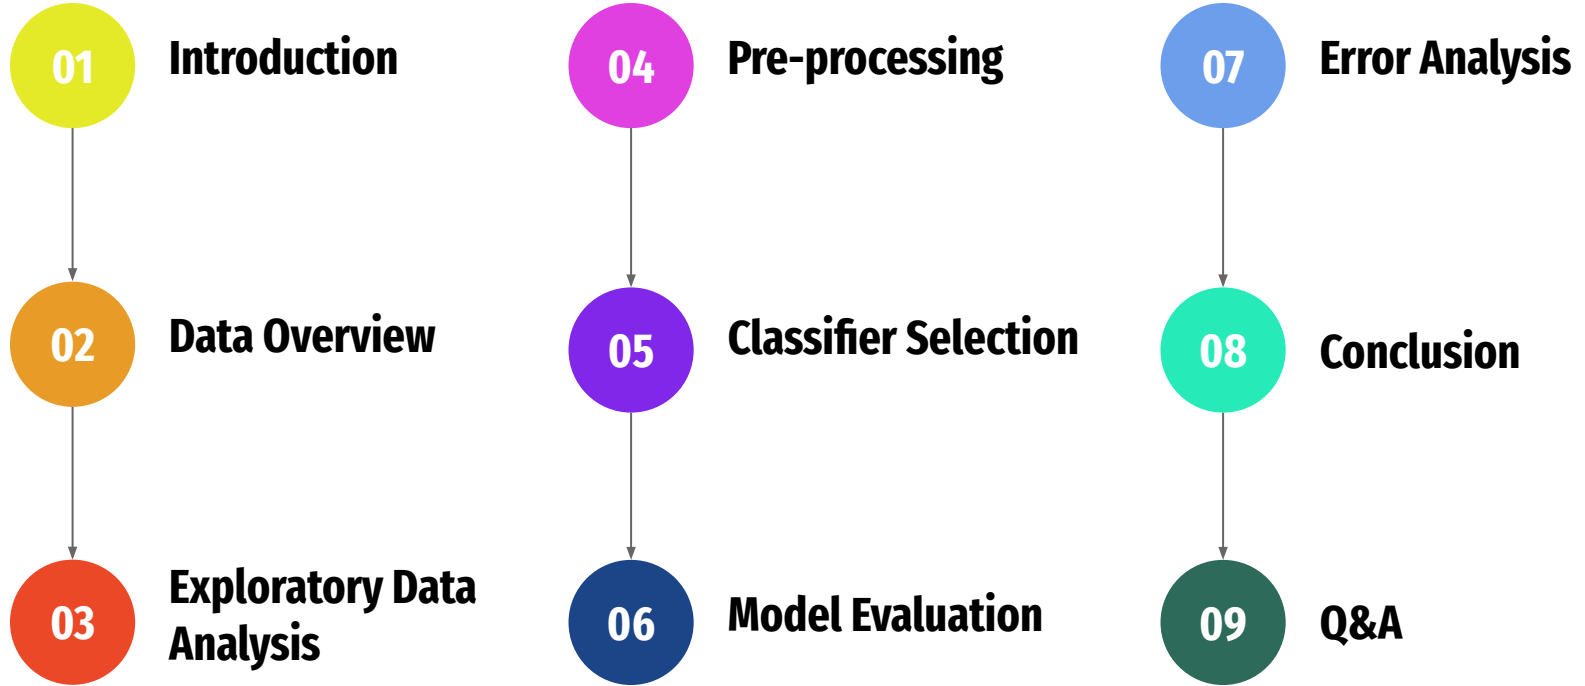 01
Introduction
02
Data Overview
03
Exploratory Data
Analysis
04
Pre-processing
05
Classifier Selection
06
Model Evaluation
07
Error Analysis
08
Conclusion
09
Q&A